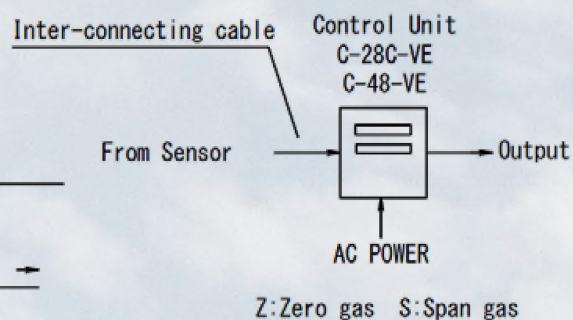 Inter-connecting cable
Control Unit
C-28C-VE
C-48-VE
From Sensor
Output
AC POWER
Z:Zero gas S:Span gas